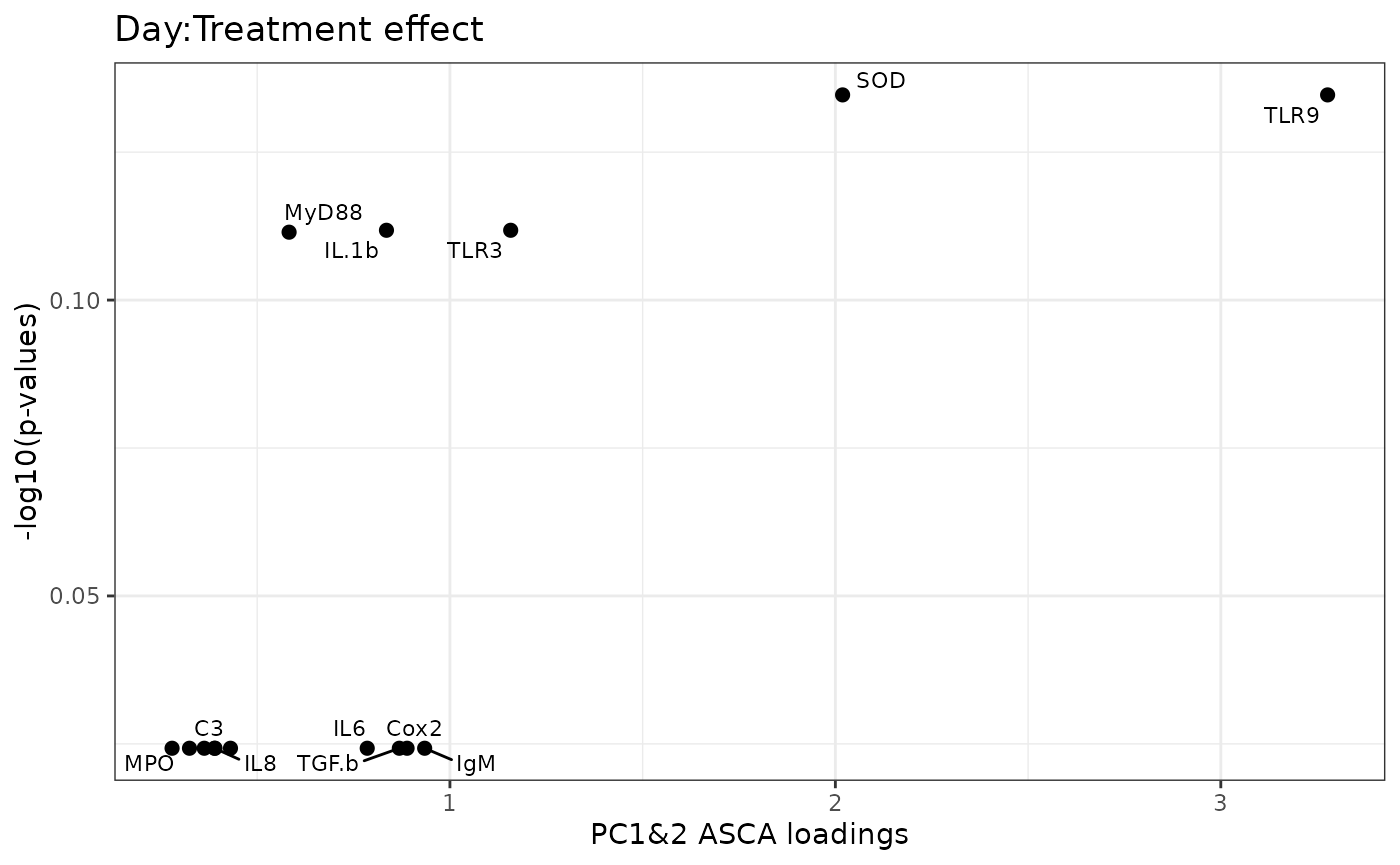 Day:Treatment effect
SOD
TLR9
MyD88
IL.1b
TLR3
0.10
-log10(p-values)
0.05
C3
IL6
Cox2
MPO
IL8
TGF.b
IgM
1
2
3
PC1&2 ASCA loadings